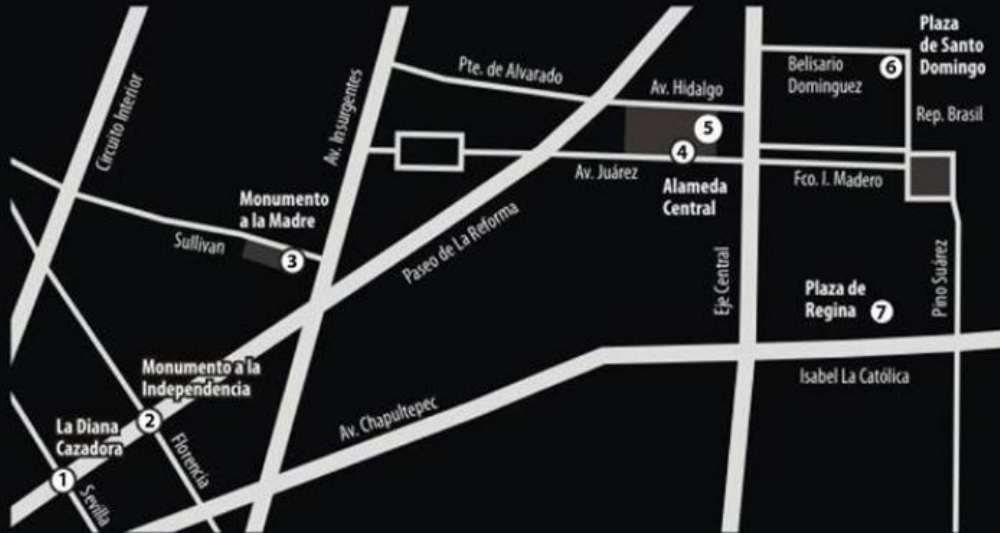 Plaza
de Santo
Domingo
Belisario
Dominguez
6
Rep. Brasil
Pte. de Alvarado
Av. Hidalgo
5
4
Av. Juárez
Alameda
Central
Fco. I. Madero
Circuito Interior
Av. Insurgentes
Monumento
a la Madre
Sullivan
3
Paseo de La Reforma
Eje Central
Pino Suárez
Plaza de
Regina
7
Isabel La Católica
Monumento a la
Independencia
2
Florencia
Av. Chapultepec
La Diana
Cazadora
1
Sevilla